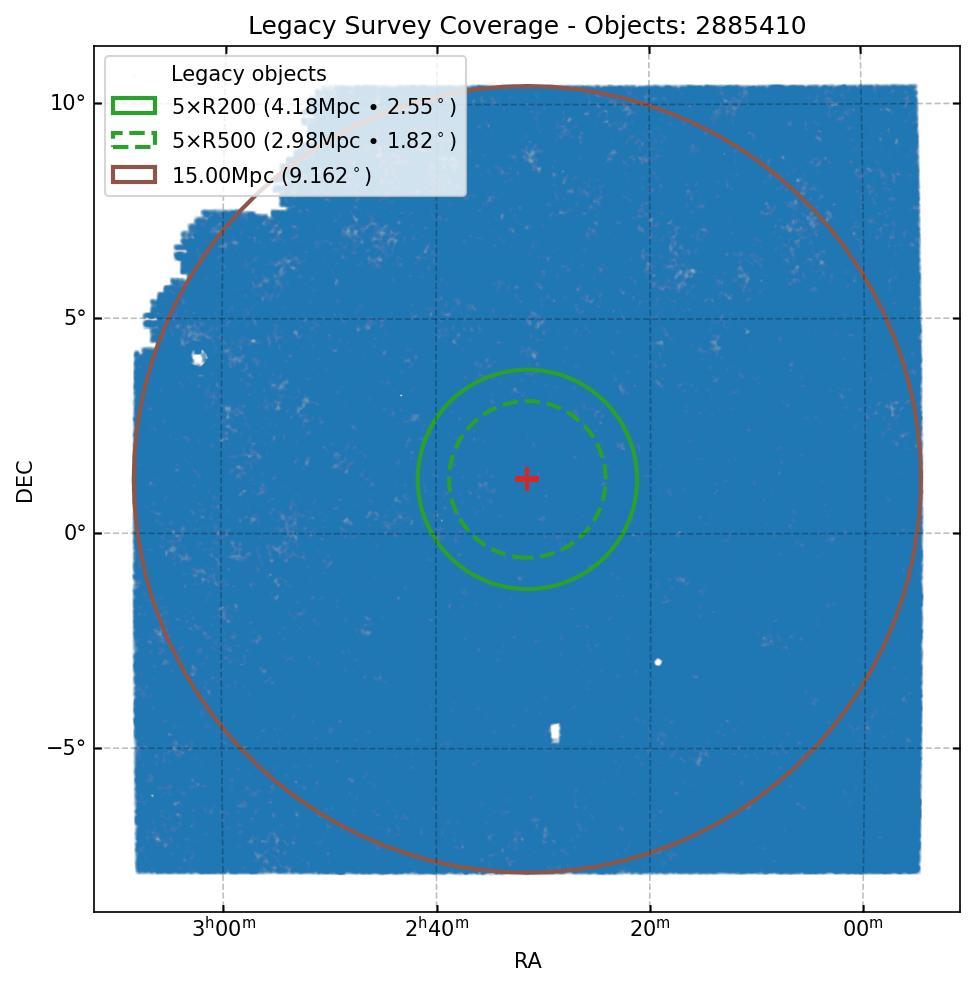 Legacy Survey Coverage - Objects: 2885410
Legacy objects
5×R200 (4.18Mpc • 2.55°)
5×R500 (2.98Mpc • 1.82°)
15.00Mpc (9.162°)
10°
5°
0°
−5°
DEC
3ʰ00ᵐ 2ʰ40ᵐ 20ᵐ 00ᵐ
RA